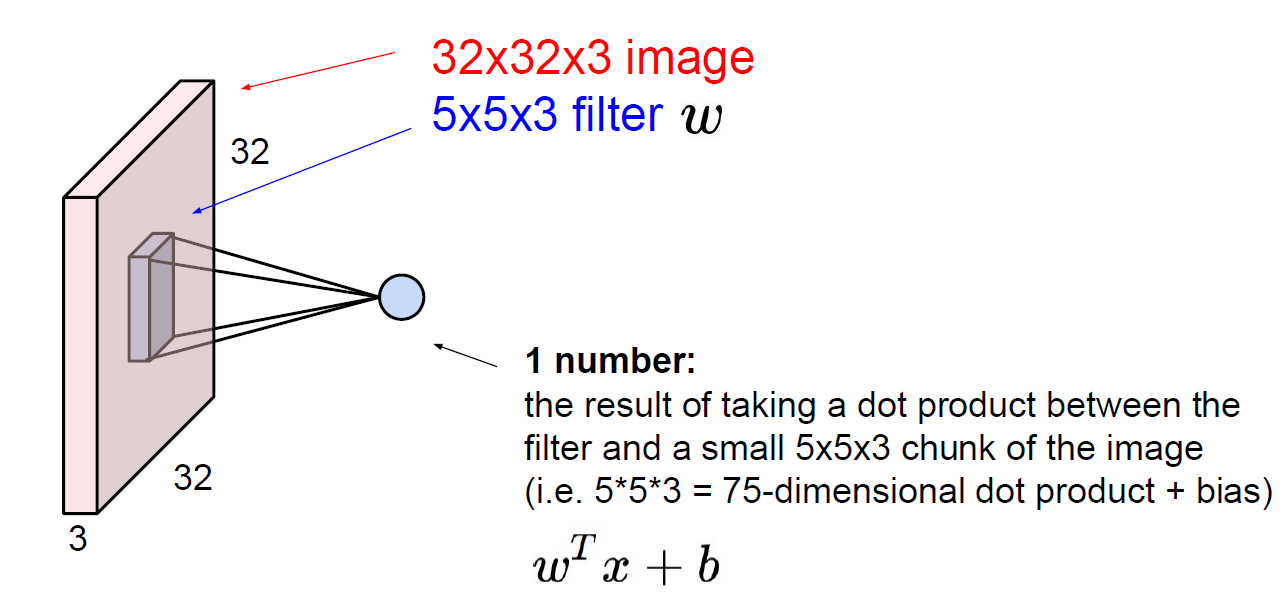 32x32x3 image
5x5x3 filter w
32
32
3
1 number:
the result of taking a dot product between the
filter and a small 5x5x3 chunk of the image
(i.e. 5*5*3 = 75-dimensional dot product + bias)
w^T x + b